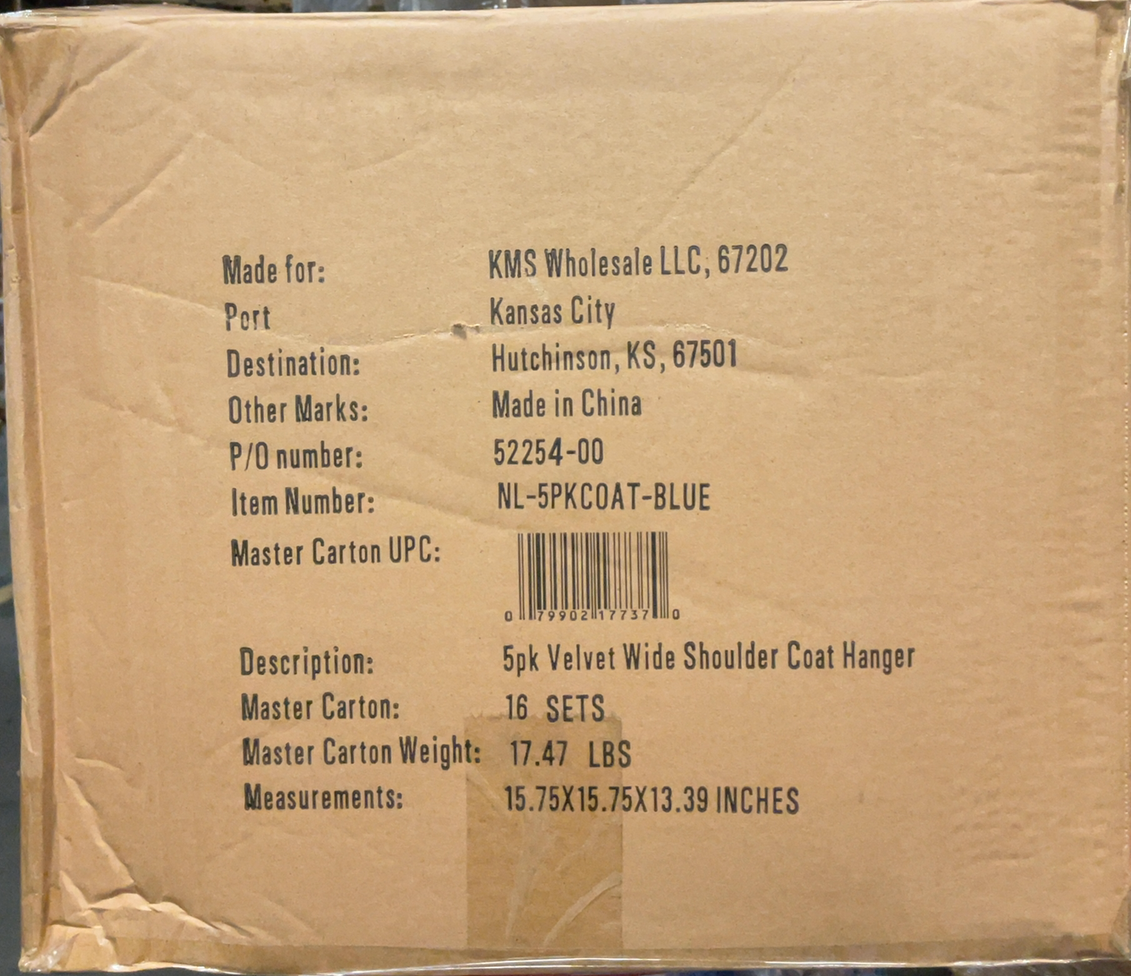 Made for: KMS Wholesale LLC, 67202
Port Kansas City
Destination: Hutchinson, KS, 67501
Other Marks: Made in China
P/O number: 52254-00
Item Number: NL-5PKCOAT-BLUE
Master Carton UPC:
0 79902 17737 0
Description: 5pk Velvet Wide Shoulder Coat Hanger
Master Carton: 16 SETS
Master Carton Weight: 17.47 LBS
Measurements: 15.75X15.75X13.39 INCHES